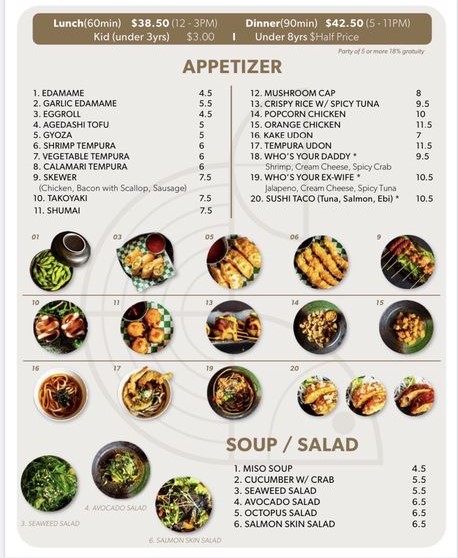 Lunch(60min) $38.50 (12 - 3PM) Dinner(90min) $42.50 (5 - 11PM)
Kid (under 3yrs) $3.00 I Under 8yrs $Half Price
Party of 5 or more 18% gratuity
APPETIZER
1. EDAMAME 4.5
2. GARLIC EDAMAME 5.5
3. EGGROLL 4.5
4. AGEDASHI TOFU 5
5. GYOZA 5
6. SHRIMP TEMPURA 6
7. VEGETABLE TEMPURA 6
8. CALAMARI TEMPURA 6
9. SKEWER 7.5
(Chicken, Bacon with Scallop, Sausage)
10. TAKOYAKI 7.5
11. SHUMAI 7.5
12. MUSHROOM CAP 8
13. CRISPY RICE W/ SPICY TUNA 9.5
14. POPCORN CHICKEN 10
15. ORANGE CHICKEN 11.5
16. KAKE UDON 7
17. TEMPURA UDON 11.5
18. WHO'S YOUR DADDY * 9.5
Shrimp, Cream Cheese, Spicy Crab
19. WHO'S YOUR EX-WIFE * 10.5
Jalapeno, Cream Cheese, Spicy Tuna
20. SUSHI TACO (Tuna, Salmon, Ebi) * 10.5
01 03 05 06 9
10 11 13 14 15
16 17 19 20
SOUP / SALAD
1. MISO SOUP 4.5
2. CUCUMBER W/ CRAB 5.5
3. SEAWEED SALAD 5.5
4. AVOCADO SALAD 6.5
5. OCTOPUS SALAD 6.5
6. SALMON SKIN SALAD 6.5
3. SEAWEED SALAD
4. AVOCADO SALAD
6. SALMON SKIN SALAD